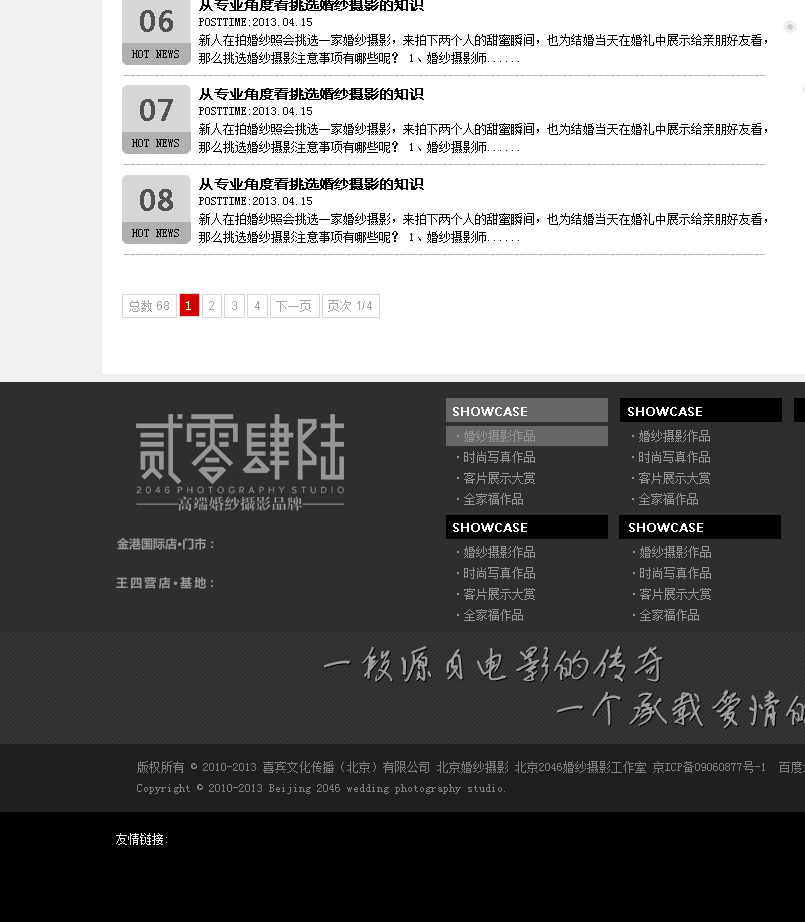 06
HOT NEWS
从专业角度看挑选婚纱摄影的知识
POSTTIME:2013.04.15
新人在拍婚纱照会挑选一家婚纱摄影，来拍下两个人的甜蜜瞬间，也为结婚当天在婚礼中展示给亲朋好友看，
那么挑选婚纱摄影注意事项有哪些呢？ 1、婚纱摄影师......
07
HOT NEWS
从专业角度看挑选婚纱摄影的知识
POSTTIME:2013.04.15
新人在拍婚纱照会挑选一家婚纱摄影，来拍下两个人的甜蜜瞬间，也为结婚当天在婚礼中展示给亲朋好友看，
那么挑选婚纱摄影注意事项有哪些呢？ 1、婚纱摄影师......
08
HOT NEWS
从专业角度看挑选婚纱摄影的知识
POSTTIME:2013.04.15
新人在拍婚纱照会挑选一家婚纱摄影，来拍下两个人的甜蜜瞬间，也为结婚当天在婚礼中展示给亲朋好友看，
那么挑选婚纱摄影注意事项有哪些呢？ 1、婚纱摄影师......
总数 68 1 2 3 4 下一页 页次 1/4
贰零肆陆
2046 PHOTOGRAPHY STUDIO
高端婚纱攝影品牌
金港国际店•门市：
王四营店•基地：
SHOWCASE
·婚纱摄影作品
·时尚写真作品
·客片展示大赏
·全家福作品
SHOWCASE
·婚纱摄影作品
·时尚写真作品
·客片展示大赏
·全家福作品
SHOWCASE
·婚纱摄影作品
·时尚写真作品
·客片展示大赏
·全家福作品
SHOWCASE
·婚纱摄影作品
·时尚写真作品
·客片展示大赏
·全家福作品
一段源自电影的传奇
一个承载爱情的
版权所有 © 2010-2013 喜宾文化传播（北京）有限公司 北京婚纱摄影 北京2046婚纱摄影工作室 京ICP备09060877号-1 百度
Copyright © 2010-2013 Beijing 2046 wedding photography studio.
友情链接: